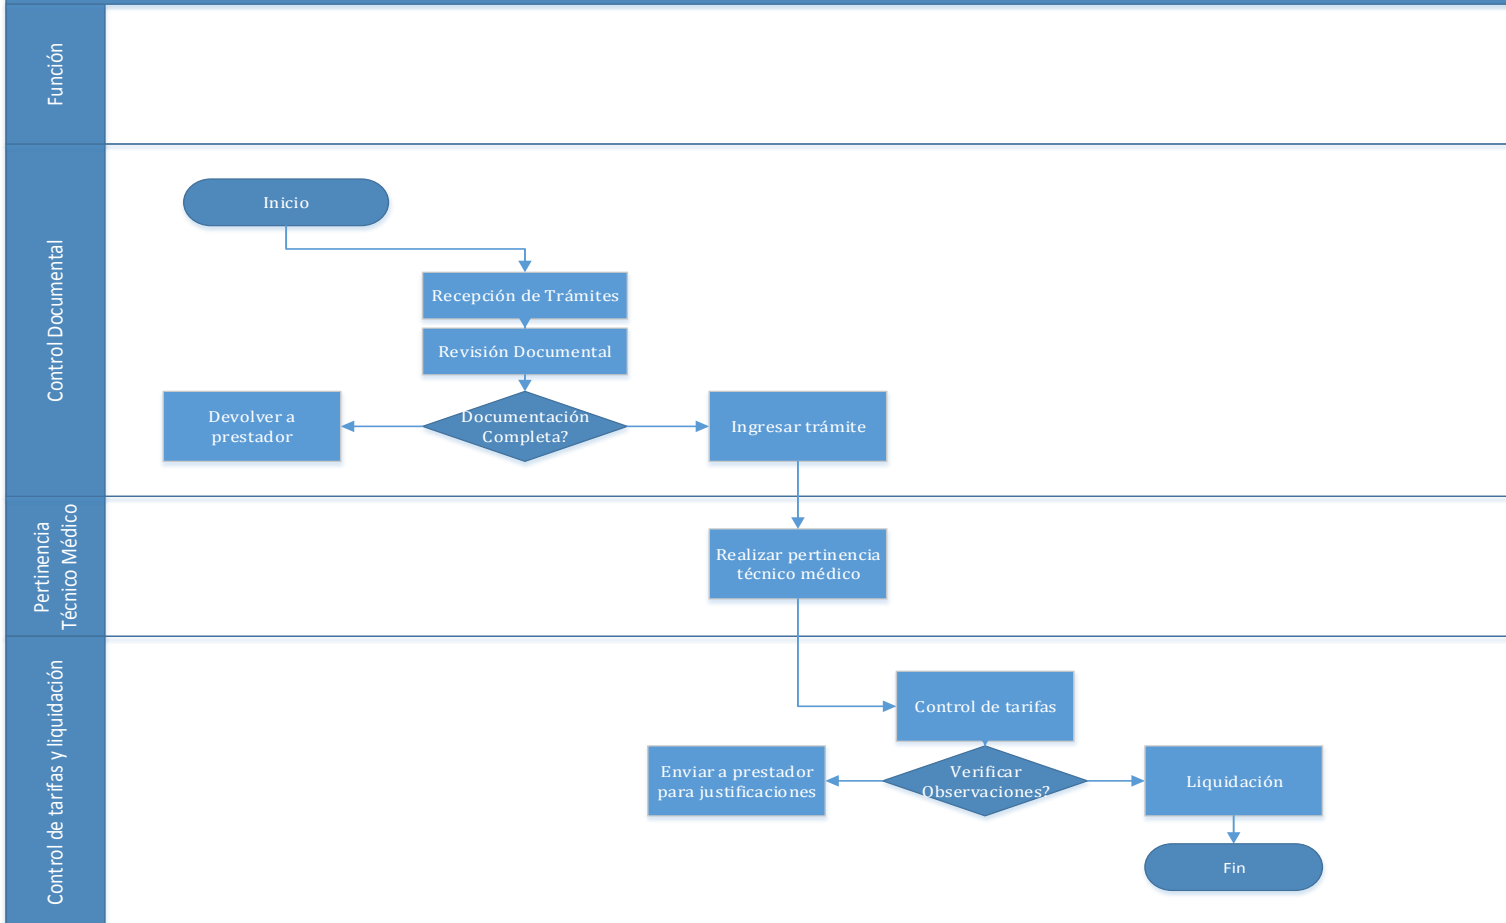 Función
Control Documental
Inicio
Recepción de Trámites
Revisión Documental
Devolver a
prestador
Documentación
Completa?
Ingresar trámite
Pertinencia
Técnico Médico
Realizar pertinencia
técnico médico
Control de tarifas y liquidación
Control de tarifas
Enviar a prestador
para justificaciones
Verificar
Observaciones?
Liquidación
Fin